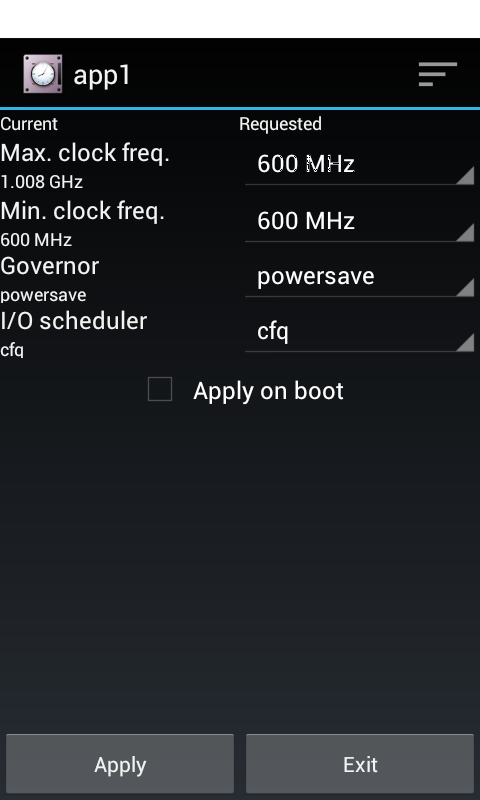 app1
Current Requested
Max. clock freq.
1.008 GHz
600 MHz
Min. clock freq.
600 MHz
600 MHz
Governor
powersave
powersave
I/O scheduler
cfq
cfq
Apply on boot
Apply Exit